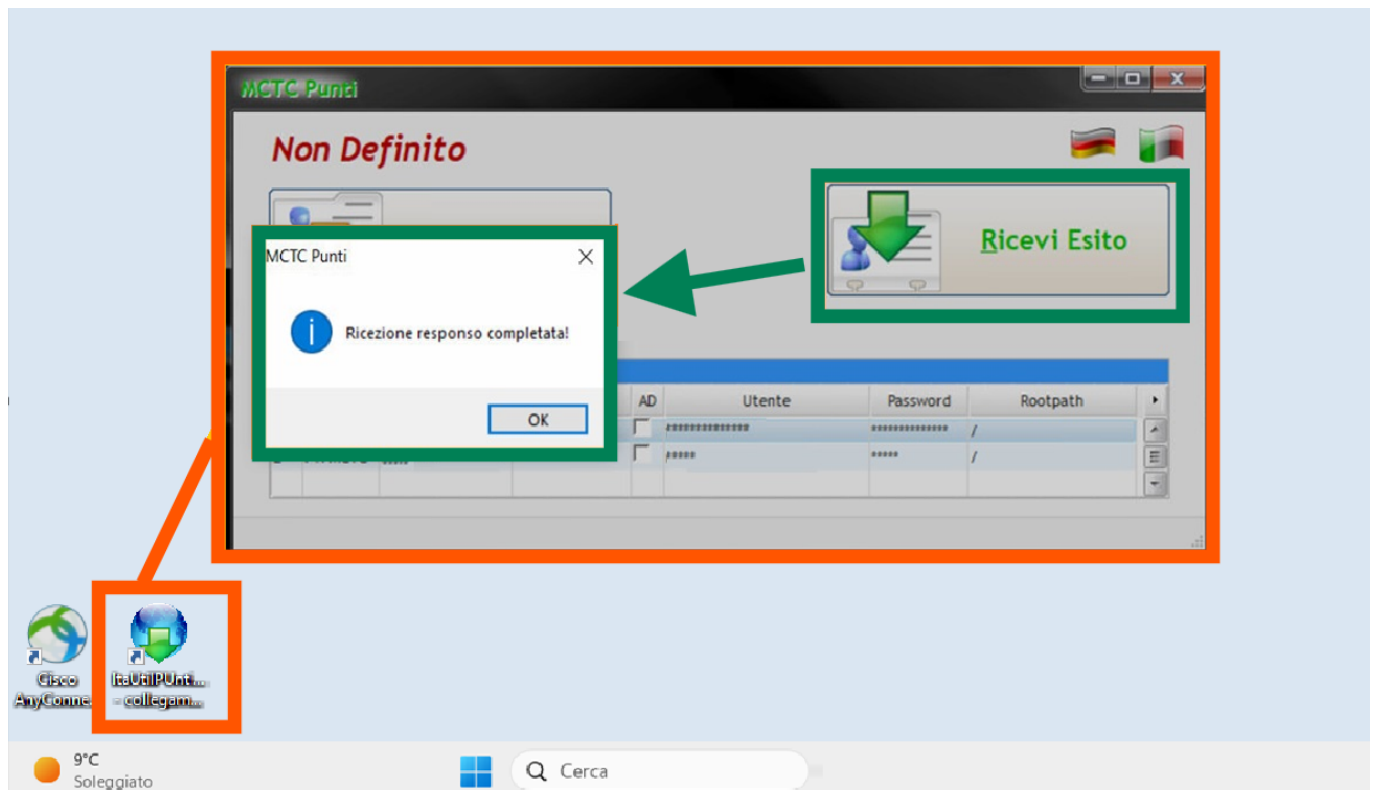 MCTC Punti
Non Definito
Ricevi Esito
MCTC Punti
Ricezione responso completata!
OK
AD Utente Password Rootpath
************** ************** /
***** ***** /
Cisco
AnyConne...
ItaUtilPUnti...
- collegam...
9°C
Soleggiato
Cerca